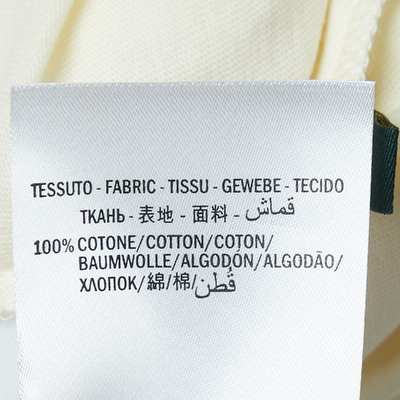 TESSUTO - FABRIC - TISSU - GEWEBE - TECIDO
ТКАНЬ - 表地 - 面料 - قماش
100% COTONE/COTTON/COTON/
BAUMWOLLE/ALGODÓN/ALGODÃO/
ХЛОПОК/綿/棉/قُطن